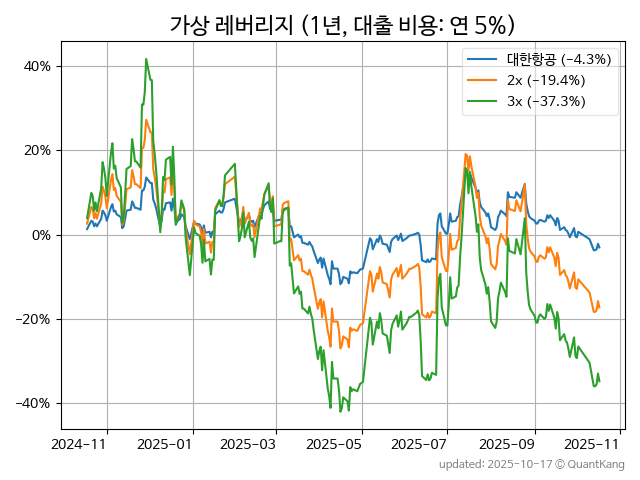 가상 레버리지 (1년, 대출 비용: 연 5%)
대한항공 (−4.3%)
2x (−19.4%)
3x (−37.3%)
40%
20%
0%
−20%
−40%
2024-11
2025-01
2025-03
2025-05
2025-07
2025-09
2025-11
updated: 2025-10-17 © QuantKang